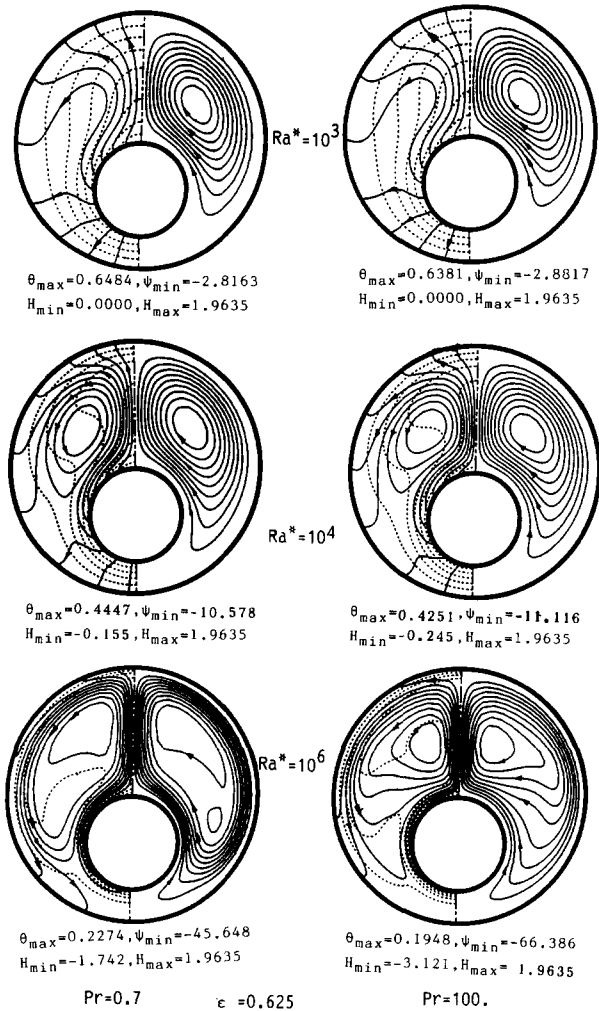 Ra*=10³
θmax=0.6484,ψmin=-2.8163
Hmin=0.0000,Hmax=1.9635
θmax=0.6381,ψmin=-2.8817
Hmin=0.0000,Hmax=1.9635
Ra*=10⁴
θmax=0.4447,ψmin=-10.578
Hmin=-0.155,Hmax=1.9635
θmax=0.4251,ψmin=-11.116
Hmin=-0.245,Hmax=1.9635
Ra*=10⁶
θmax=0.2274,ψmin=-45.648
Hmin=-1.742,Hmax=1.9635
θmax=0.1948,ψmin=-66.386
Hmin=-3.121,Hmax= 1.9635
Pr=0.7 ε =0.625 Pr=100.